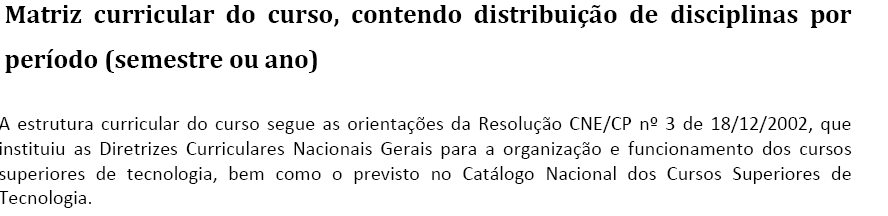 Matriz curricular do curso, contendo distribuição de disciplinas por
período (semestre ou ano)
A estrutura curricular do curso segue as orientações da Resolução CNE/CP nº 3 de 18/12/2002, que
instituiu as Diretrizes Curriculares Nacionais Gerais para a organização e funcionamento dos cursos
superiores de tecnologia, bem como o previsto no Catálogo Nacional dos Cursos Superiores de
Tecnologia.